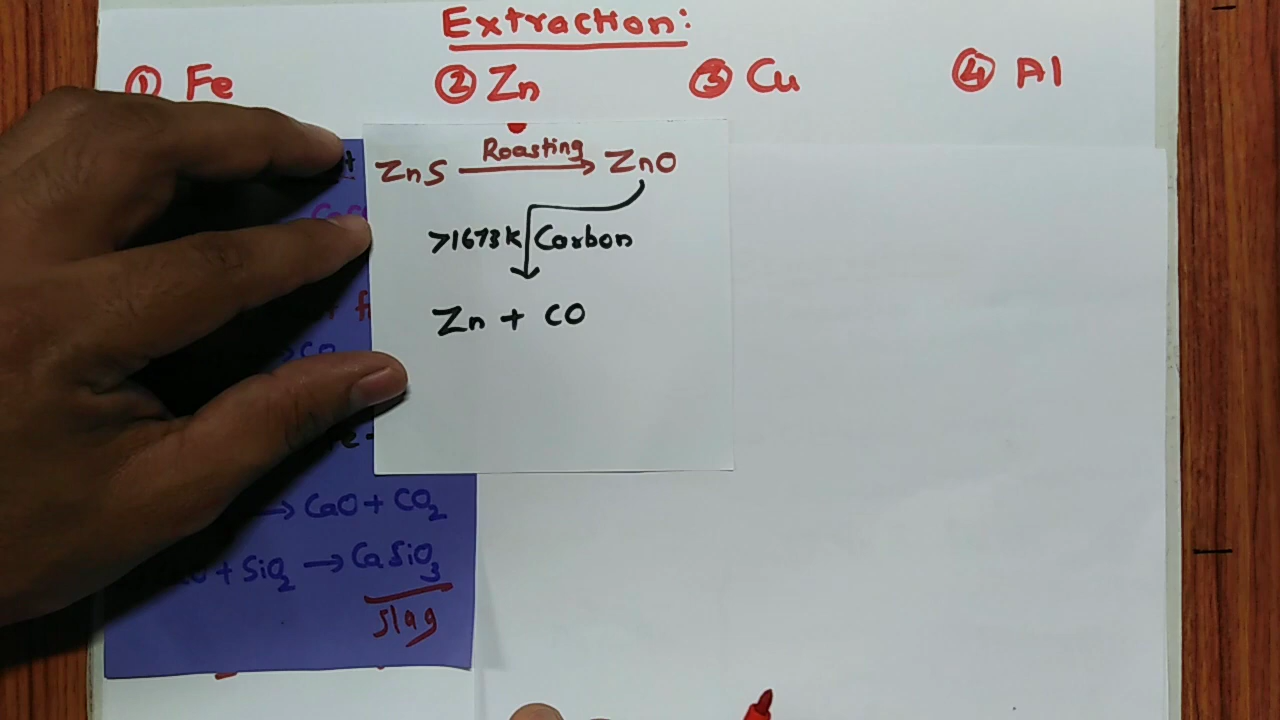 Extraction:
① Fe ② Zn ③ Cu ④ Al
ZnS Roasting → ZnO
>1673K Carbon
Zn + CO
→ CO
→ CaO + CO₂
+ SiO₂ → CaSiO₃
slag